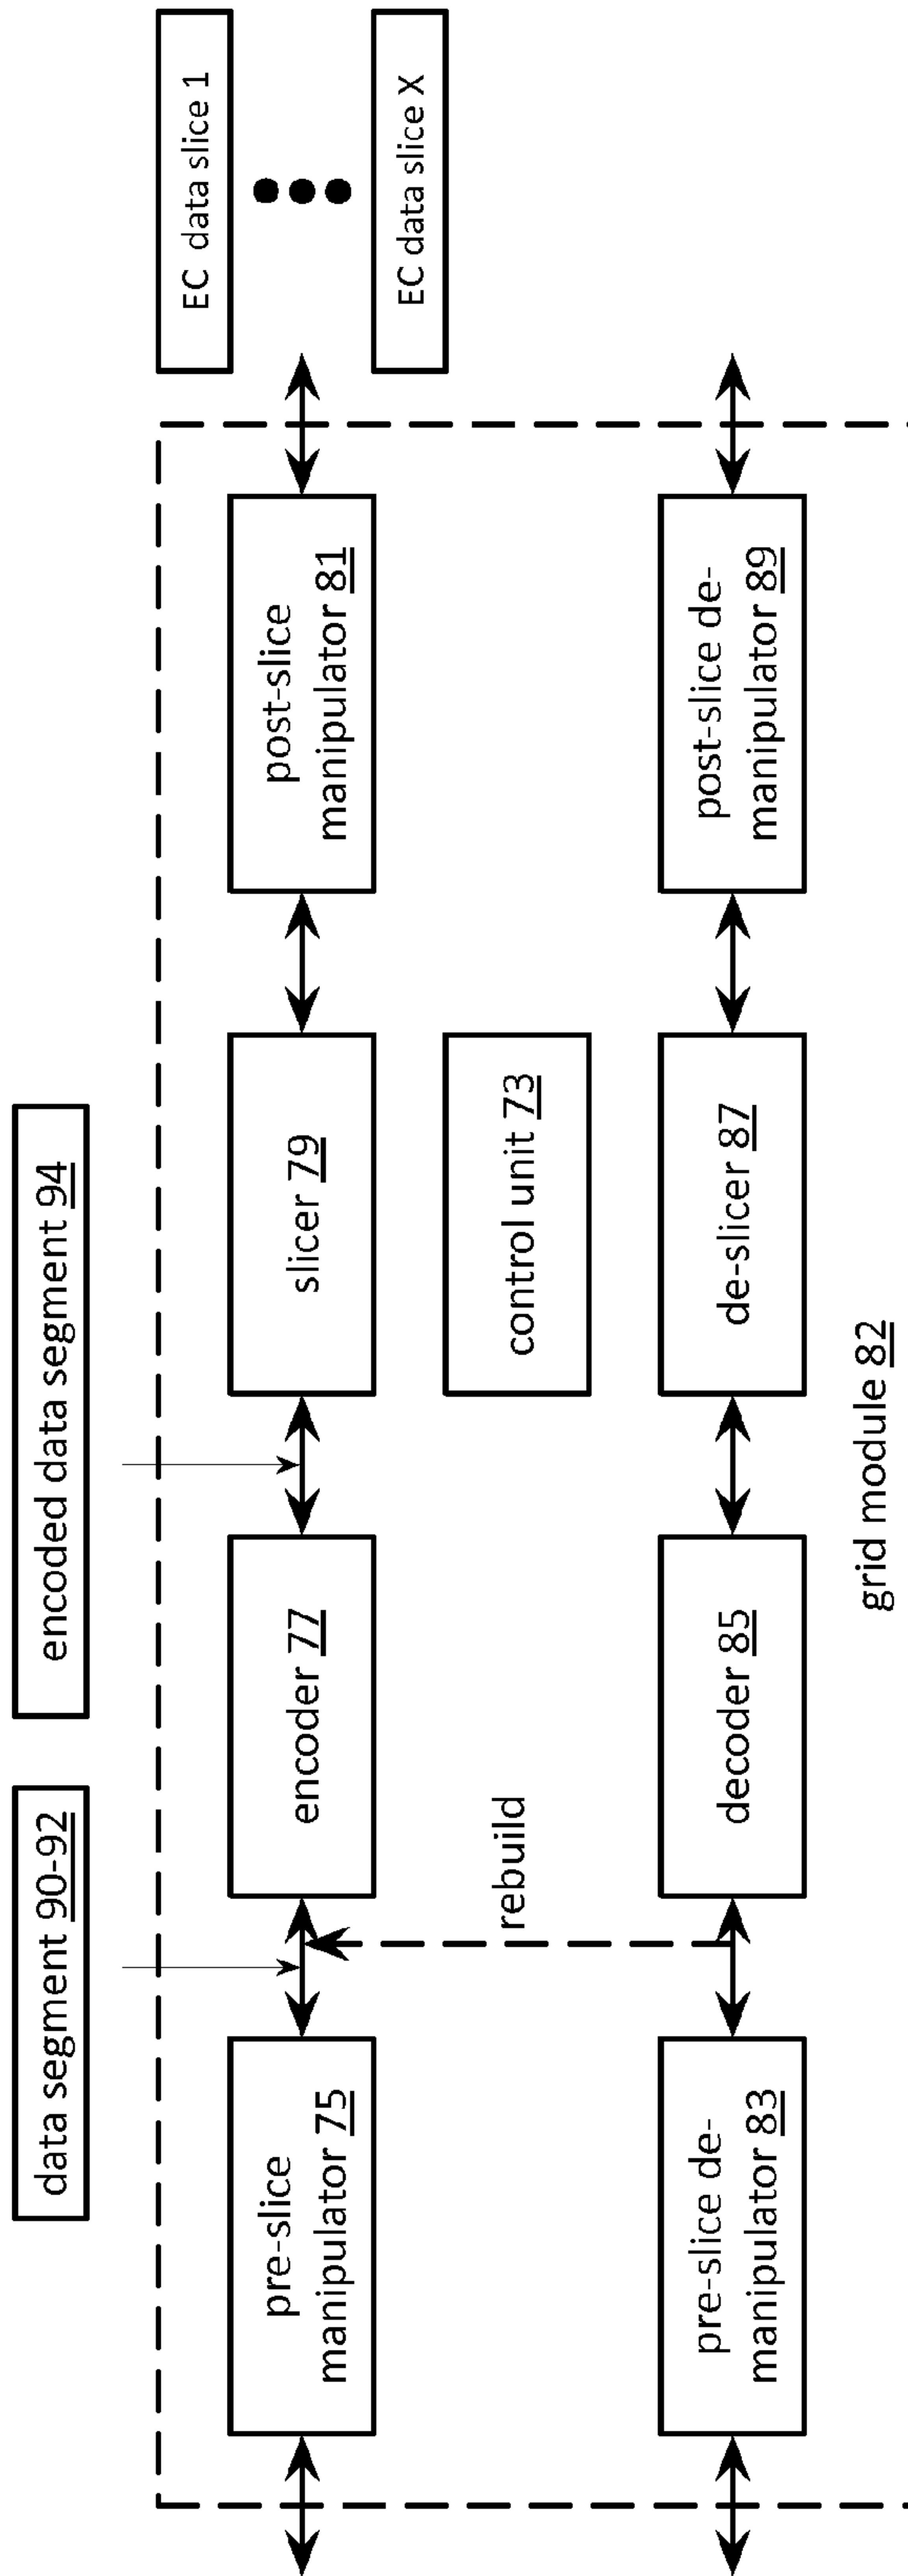 data segment 90-92
encoded data segment 94
EC data slice 1
EC data slice X
pre-slice
manipulator 75
encoder 77
slicer 79
post-slice
manipulator 81
rebuild
control unit 73
pre-slice de-
manipulator 83
decoder 85
de-slicer 87
post-slice de-
manipulator 89
grid module 82